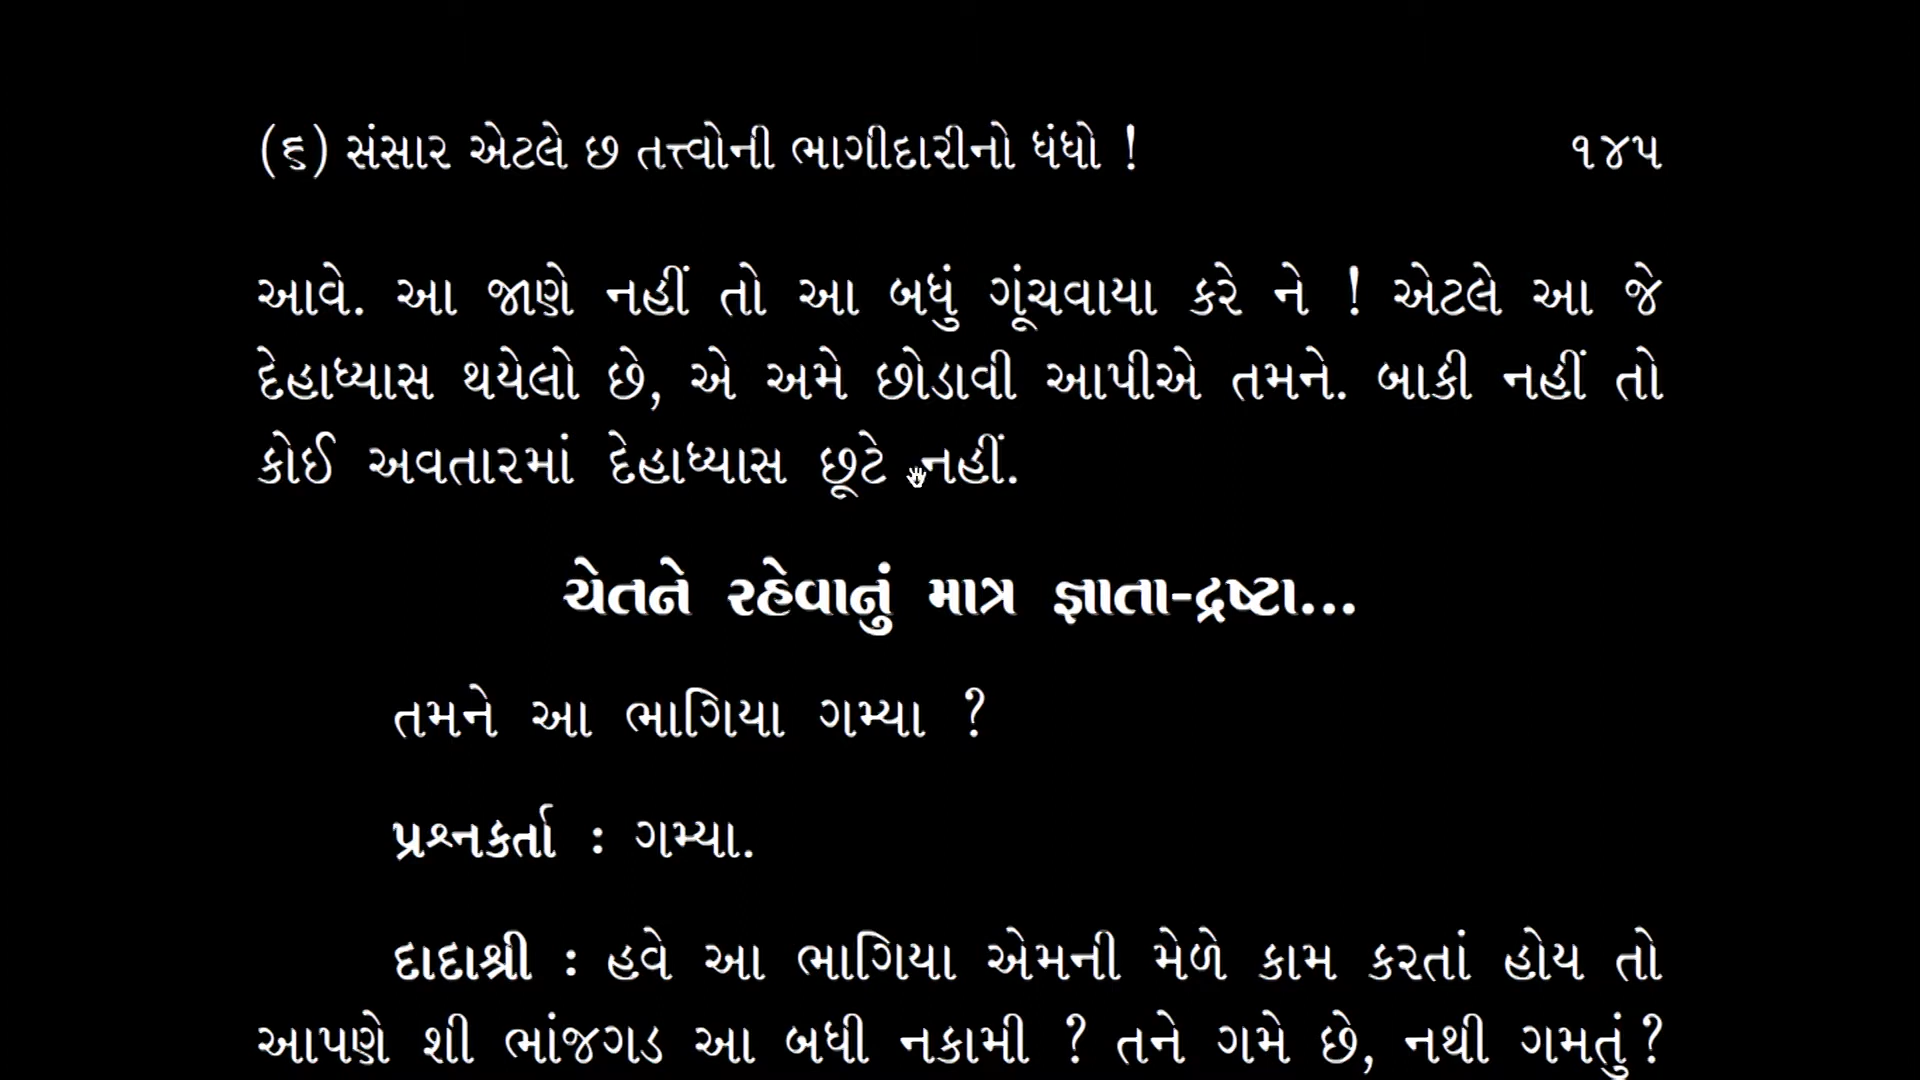 (૬) સંસાર એટલે છ તત્ત્વોની ભાગીદારીનો ધંધો ! ૧૪૫
આવે. આ જાણે નહીં તો આ બધું ગૂંચવાયા કરે ને ! એટલે આ જે
દેહાધ્યાસ થયેલો છે, એ અમે છોડાવી આપીએ તમને. બાકી નહીં તો
કોઈ અવતારમાં દેહાધ્યાસ છૂટે નહીં.
ચેતને રહેવાનું માત્ર જ્ઞાતા-દ્રષ્ટા...
તમને આ ભાગિયા ગમ્યા ?
પ્રશ્નકર્તા : ગમ્યા.
દાદાશ્રી : હવે આ ભાગિયા એમની મેળે કામ કરતાં હોય તો
આપણે શી ભાંજગડ આ બધી નકામી ? તને ગમે છે, નથી ગમતું ?